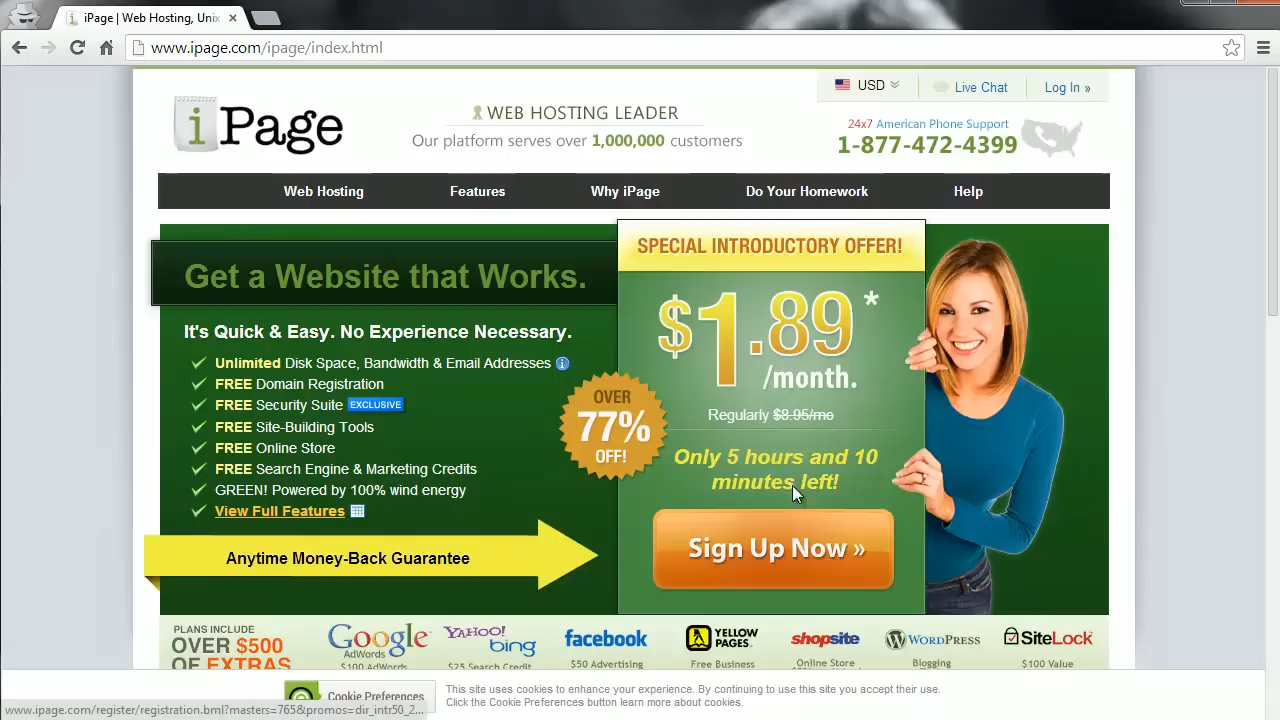 iPage | Web Hosting, Unix
www.ipage.com/ipage/index.html
USD
Live Chat
Log In »
iPage
WEB HOSTING LEADER
Our platform serves over 1,000,000 customers
24x7 American Phone Support
1-877-472-4399
Web Hosting
Features
Why iPage
Do Your Homework
Help
Get a Website that Works.
It's Quick & Easy. No Experience Necessary.
Unlimited Disk Space, Bandwidth & Email Addresses
FREE Domain Registration
FREE Security Suite EXCLUSIVE
FREE Site-Building Tools
FREE Online Store
FREE Search Engine & Marketing Credits
GREEN! Powered by 100% wind energy
View Full Features
Anytime Money-Back Guarantee
OVER
77%
OFF!
SPECIAL INTRODUCTORY OFFER!
$1.89*
/month.
Regularly $8.95/mo
Only 5 hours and 10
minutes left!
Sign Up Now »
PLANS INCLUDE
OVER $500
OF EXTRAS
Google
AdWords
$100 AdWords
YAHOO!
bing
$25 Search Credit
facebook
$50 Advertising
YELLOW
PAGES
Free Business
shopsite
Online Store
WORDPRESS
Blogging
SiteLock
$100 Value
Cookie Preferences
This site uses cookies to enhance your experience. By continuing to use this site you accept their use.
Click the Cookie Preferences button learn more about cookies.
www.ipage.com/register/registration.bml?masters=765&promos=dir_intr50_2...